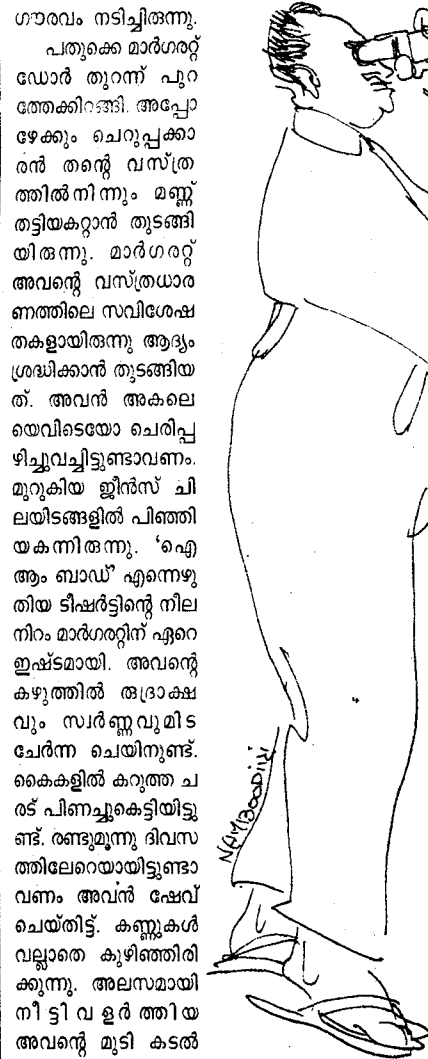 ഗൗരവം നടിച്ചിരുന്നു.
പതുക്കെ മാർഗരറ്റ്
ഡോർ തുറന്ന് പുറ
ത്തേക്കിറങ്ങി. അപ്പോ
ഴേക്കും ചെറുപ്പക്കാ
രൻ തന്റെ വസ്ത്ര
ത്തിൽനിന്നും മണ്ണ്
തട്ടിയകറ്റാൻ തുടങ്ങി
യിരുന്നു. മാർഗരറ്റ്
അവന്റെ വസ്ത്രധാര
ണത്തിലെ സവിശേഷ
തകളായിരുന്നു ആദ്യം
ശ്രദ്ധിക്കാൻ തുടങ്ങിയ
ത്. അവൻ അകലെ
യെവിടെയോ ചെരിപ്പ
ഴിച്ചുവച്ചിട്ടുണ്ടാവണം.
മുറുകിയ ജീൻസ് ചി
ലയിടങ്ങളിൽ പിഞ്ഞി
യകന്നിരുന്നു. ‘ഐ
ആം ബാഡ്’ എന്നെഴു
തിയ ടീഷർട്ടിന്റെ നീല
നിറം മാർഗരറ്റിന് ഏറെ
ഇഷ്ടമായി. അവന്റെ
കഴുത്തിൽ രുദ്രാക്ഷ
വും സ്വർണ്ണവുമിട
ചേർന്ന ചെയിനുണ്ട്.
കൈകളിൽ കറുത്ത ച
രട് പിണച്ചുകെട്ടിയിട്ടു
ണ്ട്. രണ്ടുമൂന്നു ദിവസ
ത്തിലേറെയായിട്ടുണ്ടാ
വണം അവൻ ഷേവ്
ചെയ്തിട്ട്. കണ്ണുകൾ
വല്ലാതെ കുഴിഞ്ഞിരി
ക്കുന്നു. അലസമായി
നീട്ടിവളർത്തിയ
അവന്റെ മുടി കടൽ
NAMBOODIRI